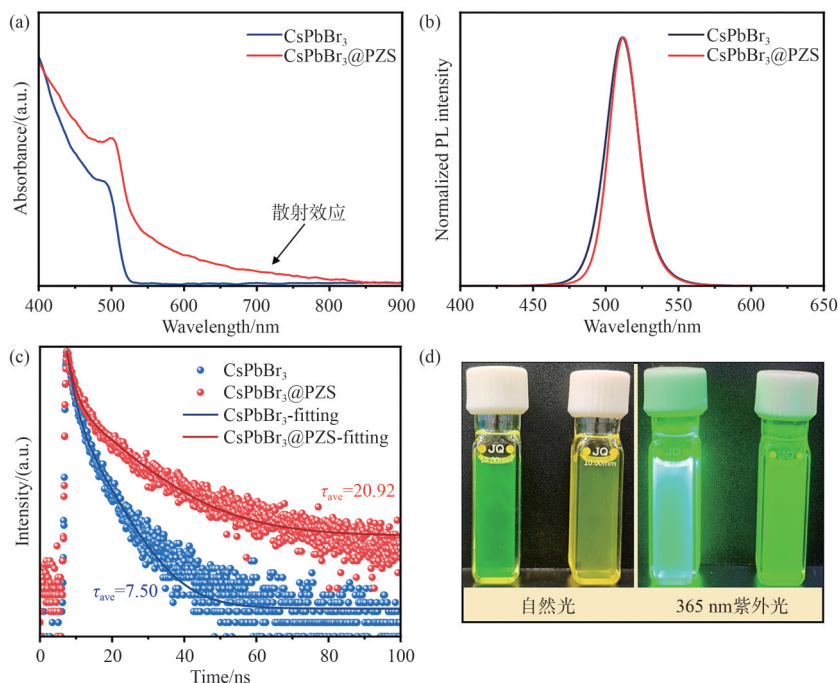 (a)
CsPbBr₃
CsPbBr₃@PZS
散射效应
Absorbance/(a.u.)
400 500 600 700 800 900
Wavelength/nm
(b)
CsPbBr₃
CsPbBr₃@PZS
Normalized PL intensity
400 450 500 550 600 650
Wavelength/nm
(c)
CsPbBr₃
CsPbBr₃@PZS
CsPbBr₃-fitting
CsPbBr₃@PZS-fitting
τave=20.92
τave=7.50
Intensity/(a.u.)
0 20 40 60 80 100
Time/ns
(d)
JQ
JQ
10.00mm
JQ
JQ
自然光
365 nm紫外光